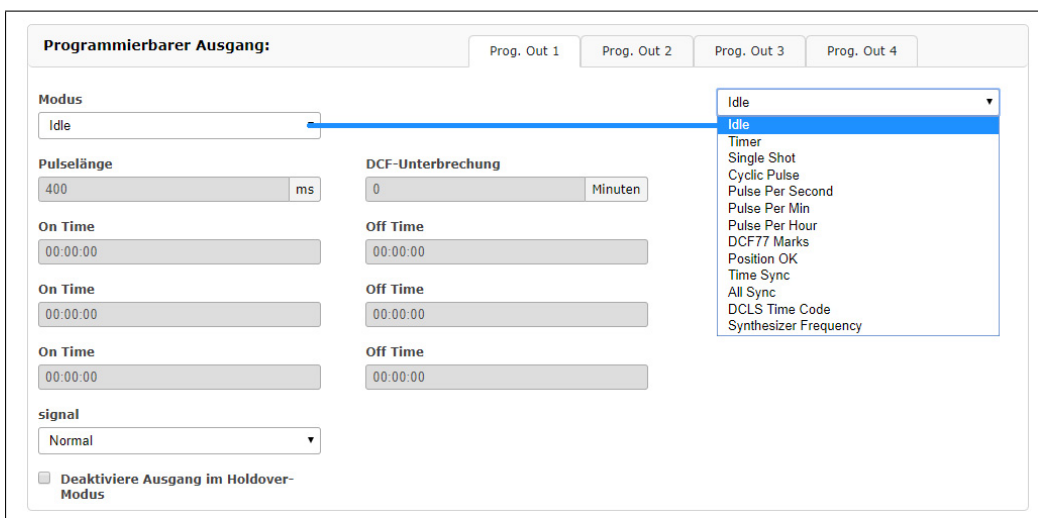 Programmierbarer Ausgang:
Prog. Out 1
Prog. Out 2
Prog. Out 3
Prog. Out 4
Modus
Idle
Idle
Idle
Timer
Single Shot
Cyclic Pulse
Pulse Per Second
Pulse Per Min
Pulse Per Hour
DCF77 Marks
Position OK
Time Sync
All Sync
DCLS Time Code
Synthesizer Frequency
Pulselänge
DCF-Unterbrechung
400
ms
0
Minuten
On Time
Off Time
00:00:00
00:00:00
On Time
Off Time
00:00:00
00:00:00
On Time
Off Time
00:00:00
00:00:00
signal
Normal
Deaktiviere Ausgang im Holdover-
Modus